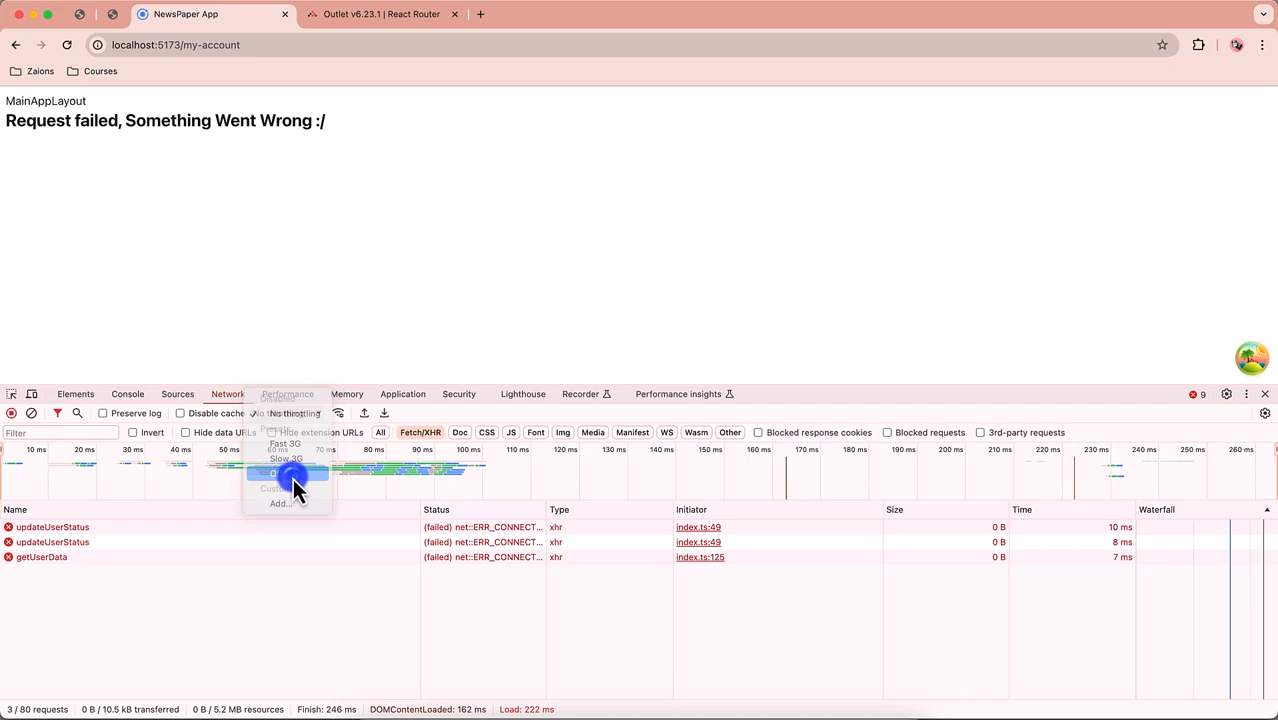 NewsPaper App
Outlet v6.23.1 | React Router
localhost:5173/my-account
Zaions Courses
MainAppLayout
Request failed, Something Went Wrong :/
Elements Console Sources Network Performance Memory Application Security Lighthouse Recorder Performance insights 9
Disabled
Preserve log Disable cache No throttling
Presets
Filter Invert Hide data URLs Hide extension URLs All Fetch/XHR Doc CSS JS Font Img Media Manifest WS Wasm Other Blocked response cookies Blocked requests 3rd-party requests
Fast 3G
10 ms 20 ms 30 ms 40 ms 50 ms 60 ms 70 ms 80 ms 90 ms 100 ms 110 ms 120 ms 130 ms 140 ms 150 ms 160 ms 170 ms 180 ms 190 ms 200 ms 210 ms 220 ms 230 ms 240 ms 250 ms 260 ms
Slow 3G
Add...
Name Status Type Initiator Size Time Waterfall
updateUserStatus (failed) net::ERR_CONNECT... xhr index.ts:49 0 B 10 ms
updateUserStatus (failed) net::ERR_CONNECT... xhr index.ts:49 0 B 8 ms
getUserData (failed) net::ERR_CONNECT... xhr index.ts:125 0 B 7 ms
3 / 80 requests 0 B / 10.5 kB transferred 0 B / 5.2 MB resources Finish: 246 ms DOMContentLoaded: 162 ms Load: 222 ms